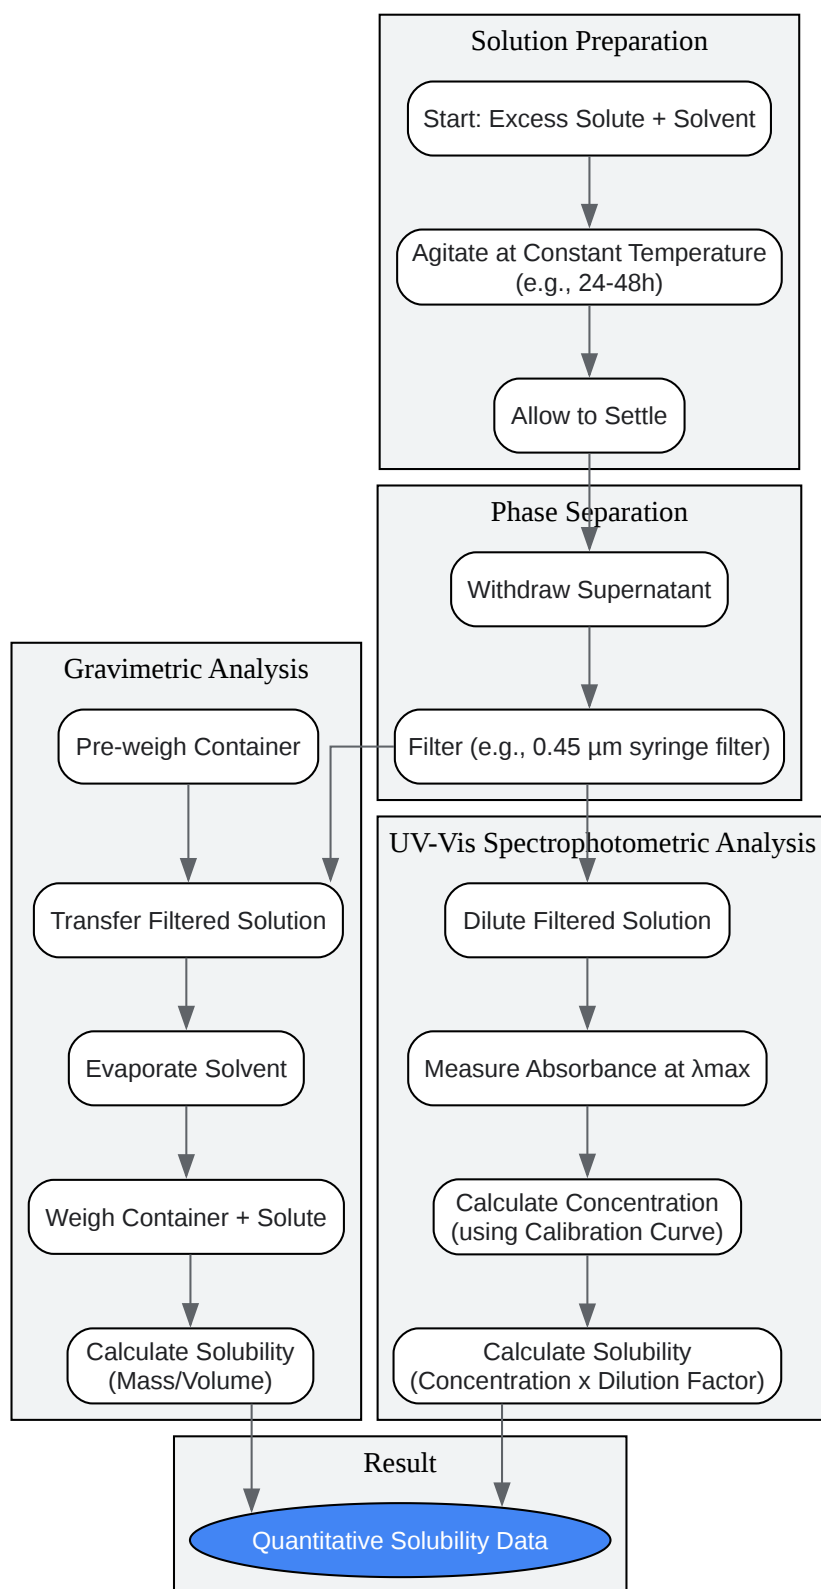 Solution Preparation
Start: Excess Solute + Solvent
Agitate at Constant Temperature
(e.g., 24-48h)
Allow to Settle
Phase Separation
Withdraw Supernatant
Filter (e.g., 0.45 µm syringe filter)
Gravimetric Analysis
Pre-weigh Container
Transfer Filtered Solution
Evaporate Solvent
Weigh Container + Solute
Calculate Solubility
(Mass/Volume)
UV-Vis Spectrophotometric Analysis
Dilute Filtered Solution
Measure Absorbance at λmax
Calculate Concentration
(using Calibration Curve)
Calculate Solubility
(Concentration x Dilution Factor)
Result
Quantitative Solubility Data